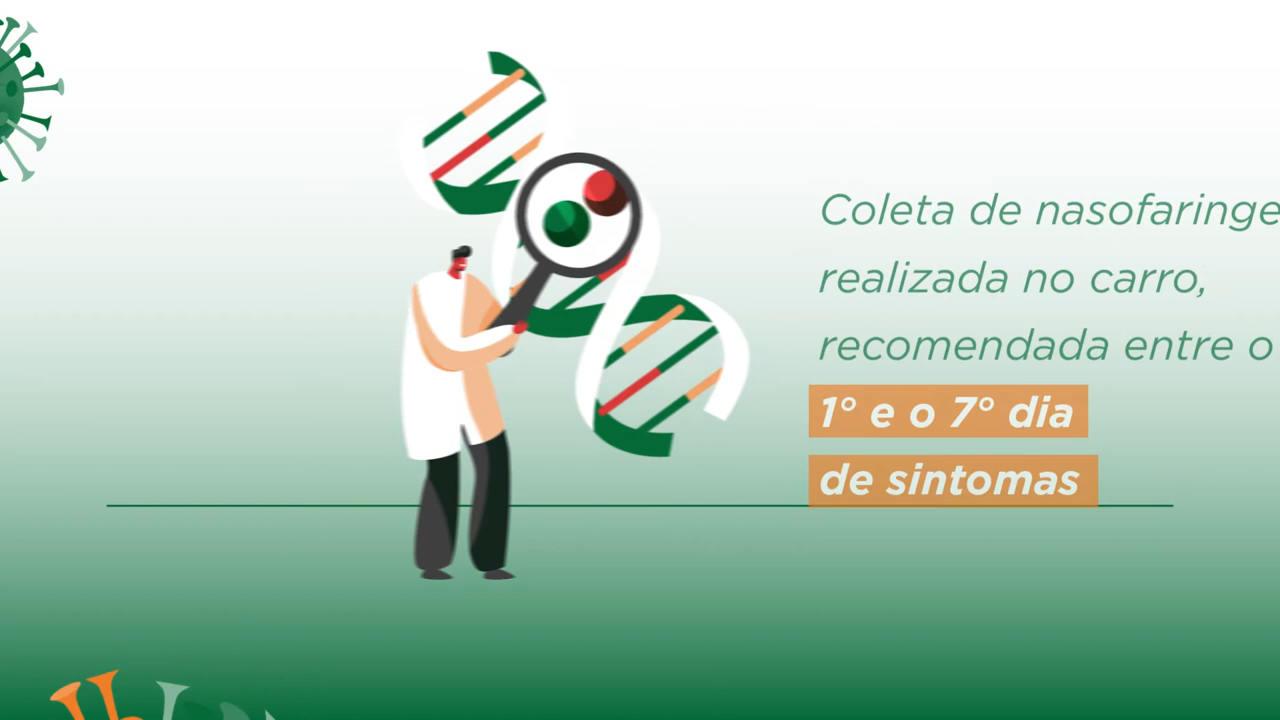 Coleta de nasofaringe
realizada no carro,
recomendada entre o
1° e o 7° dia
de sintomas